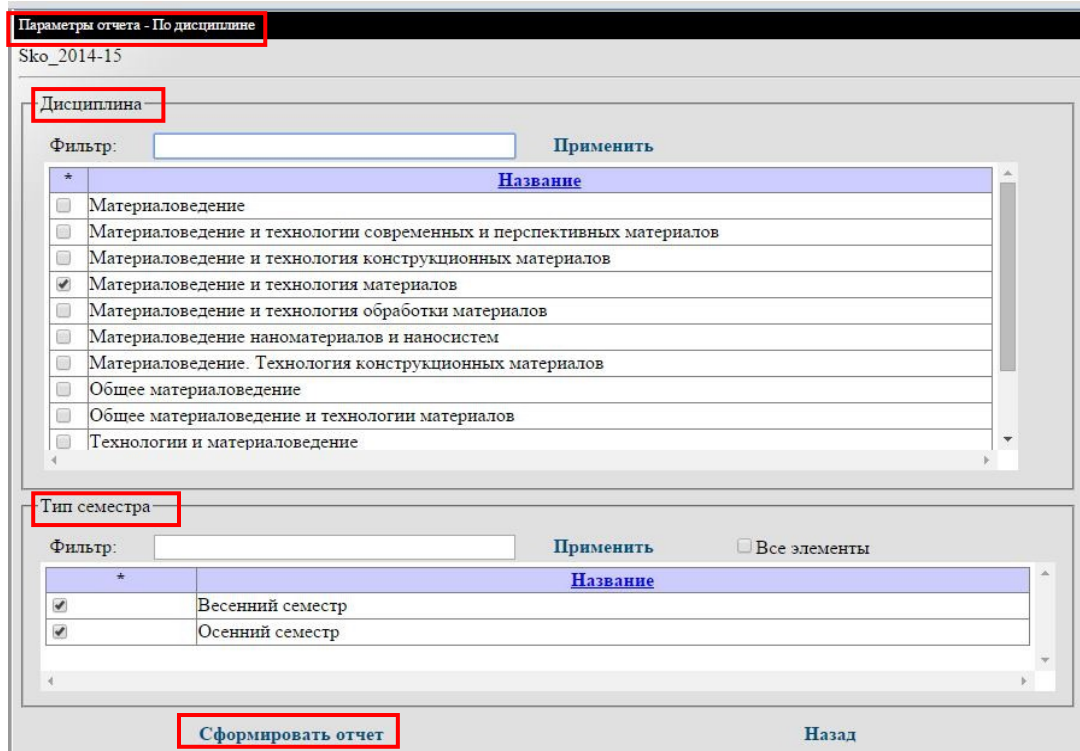 Параметры отчета - По дисциплине
Sko_2014-15
Дисциплина
Фильтр: Применить
* Название
Материаловедение
Материаловедение и технологии современных и перспективных материалов
Материаловедение и технология конструкционных материалов
Материаловедение и технология материалов
Материаловедение и технология обработки материалов
Материаловедение наноматериалов и наносистем
Материаловедение. Технология конструкционных материалов
Общее материаловедение
Общее материаловедение и технологии материалов
Технологии и материаловедение
Тип семестра
Фильтр: Применить Все элементы
* Название
Весенний семестр
Осенний семестр
Сформировать отчет Назад